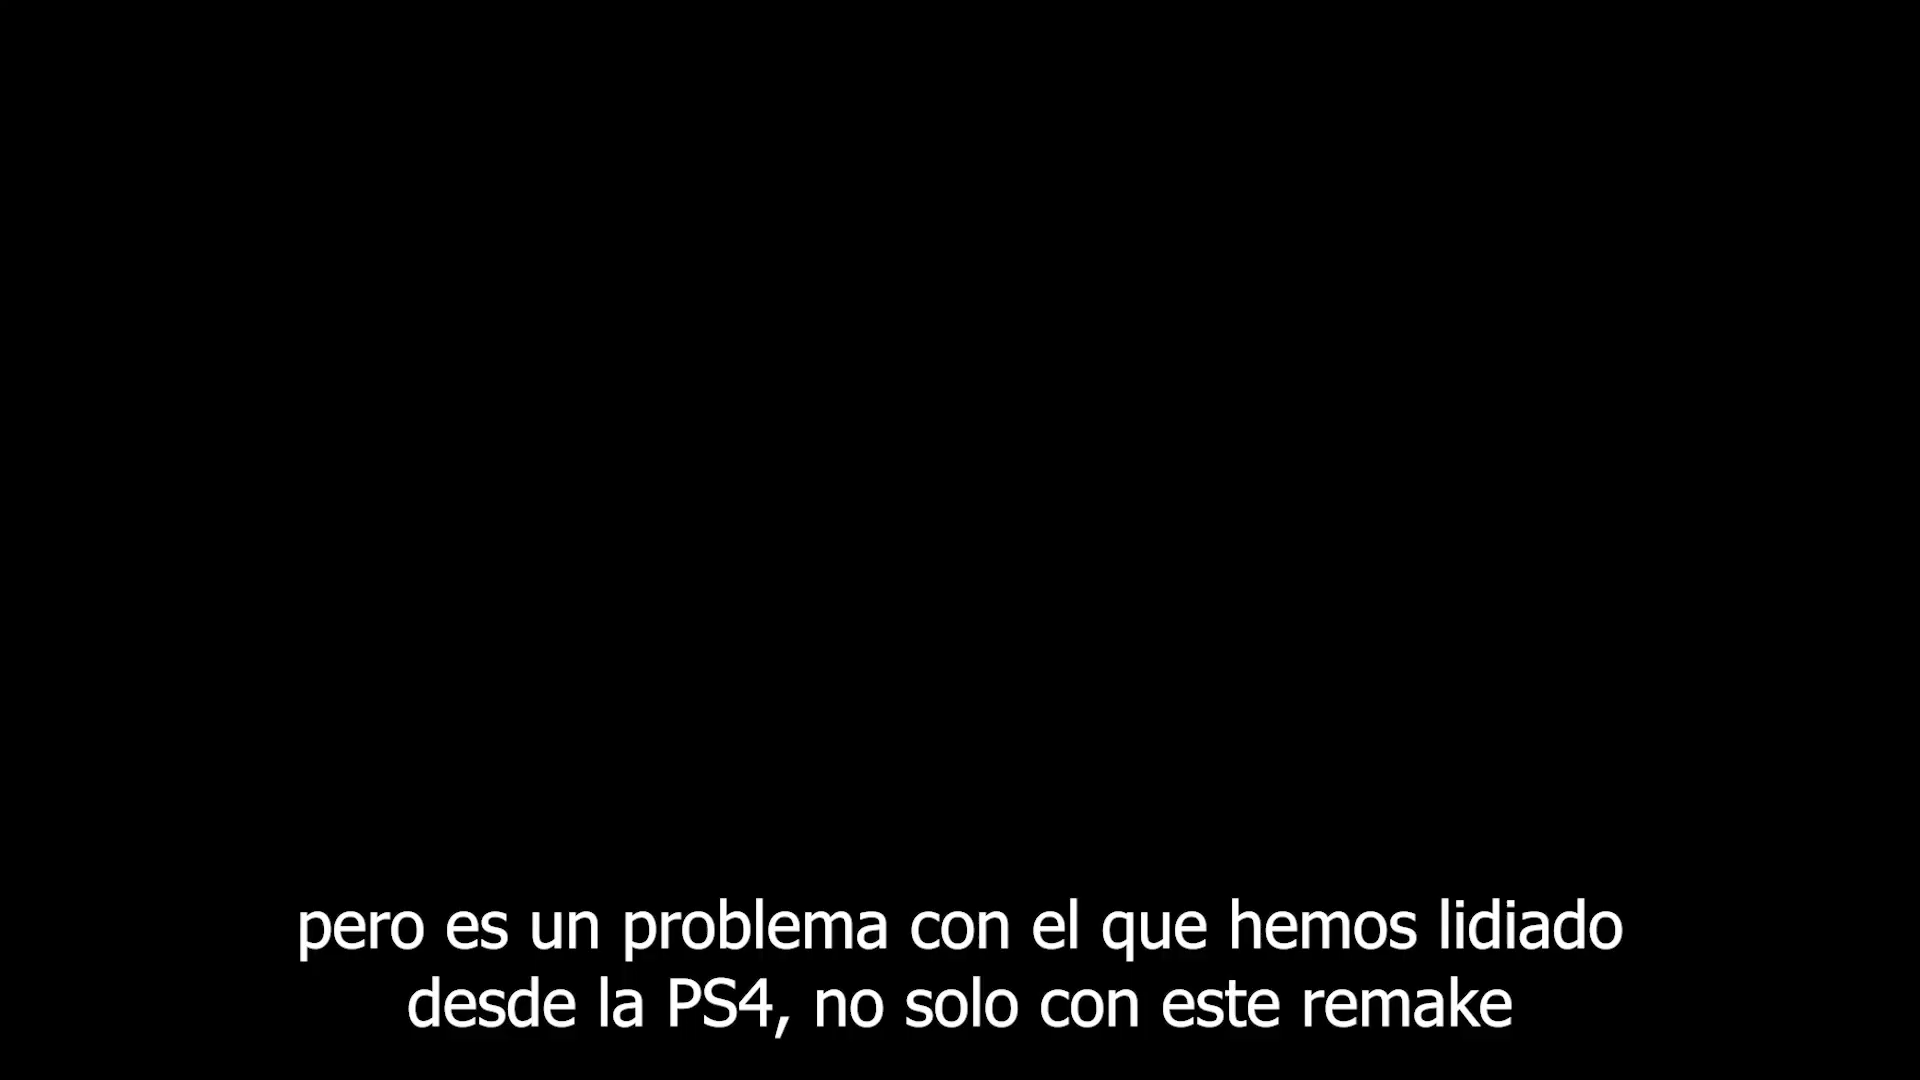 pero es un problema con el que hemos lidiado
desde la PS4, no solo con este remake